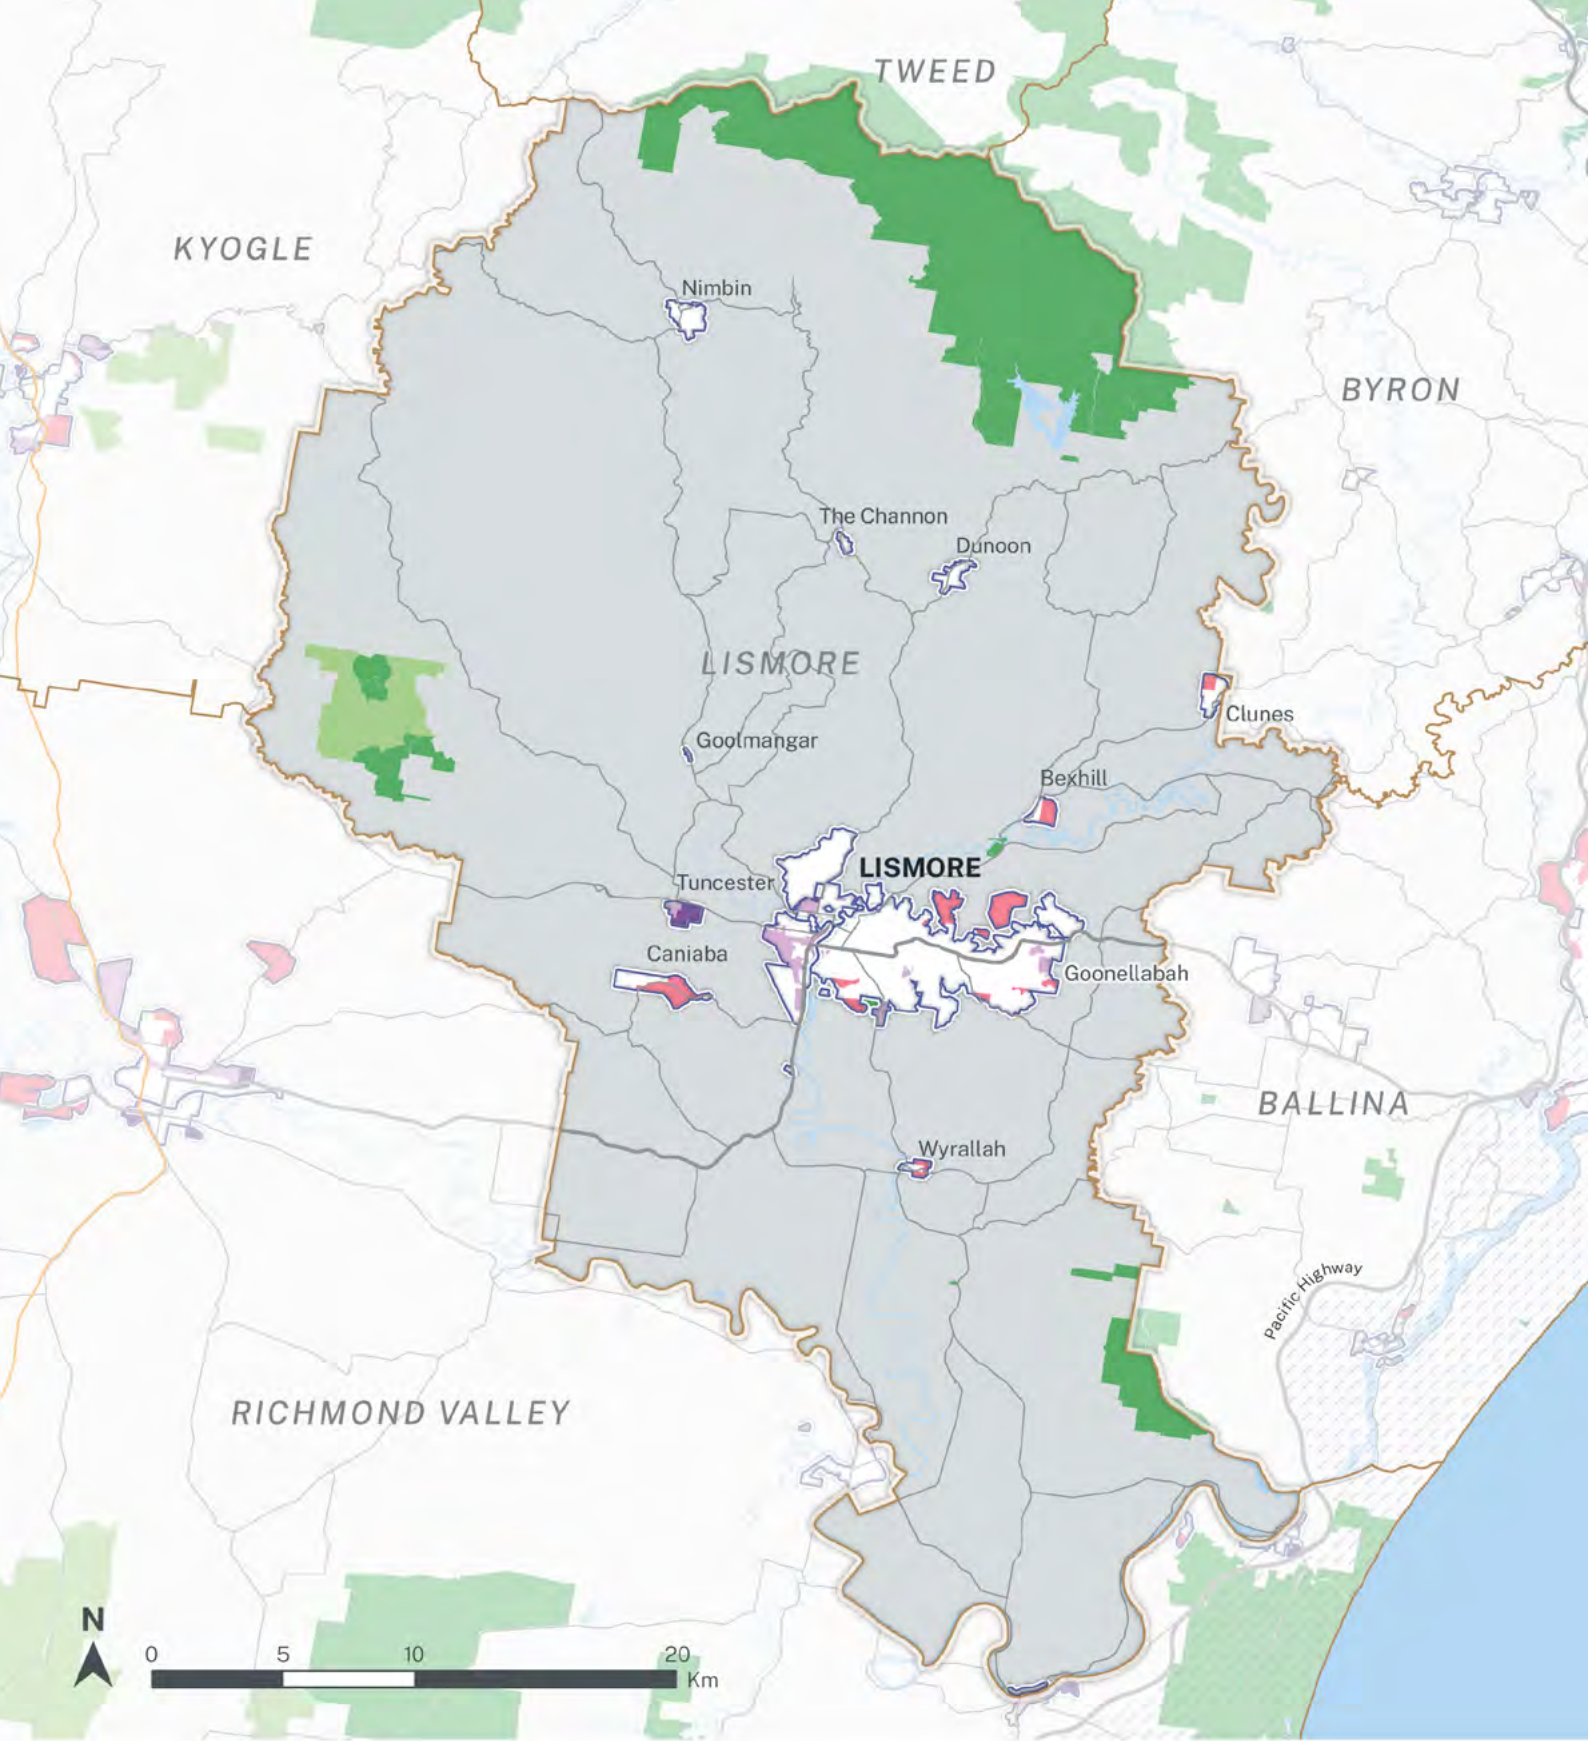 TWEED
KYOGLE
Nimbin
BYRON
The Channon
Dunoon
LISMORE
Clunes
Goolmangar
Bexhill
LISMORE
Tuncester
Caniaba
Goonellabah
BALLINA
Wyrallah
Pacific Highway
RICHMOND VALLEY
N
0 5 10 20
Km